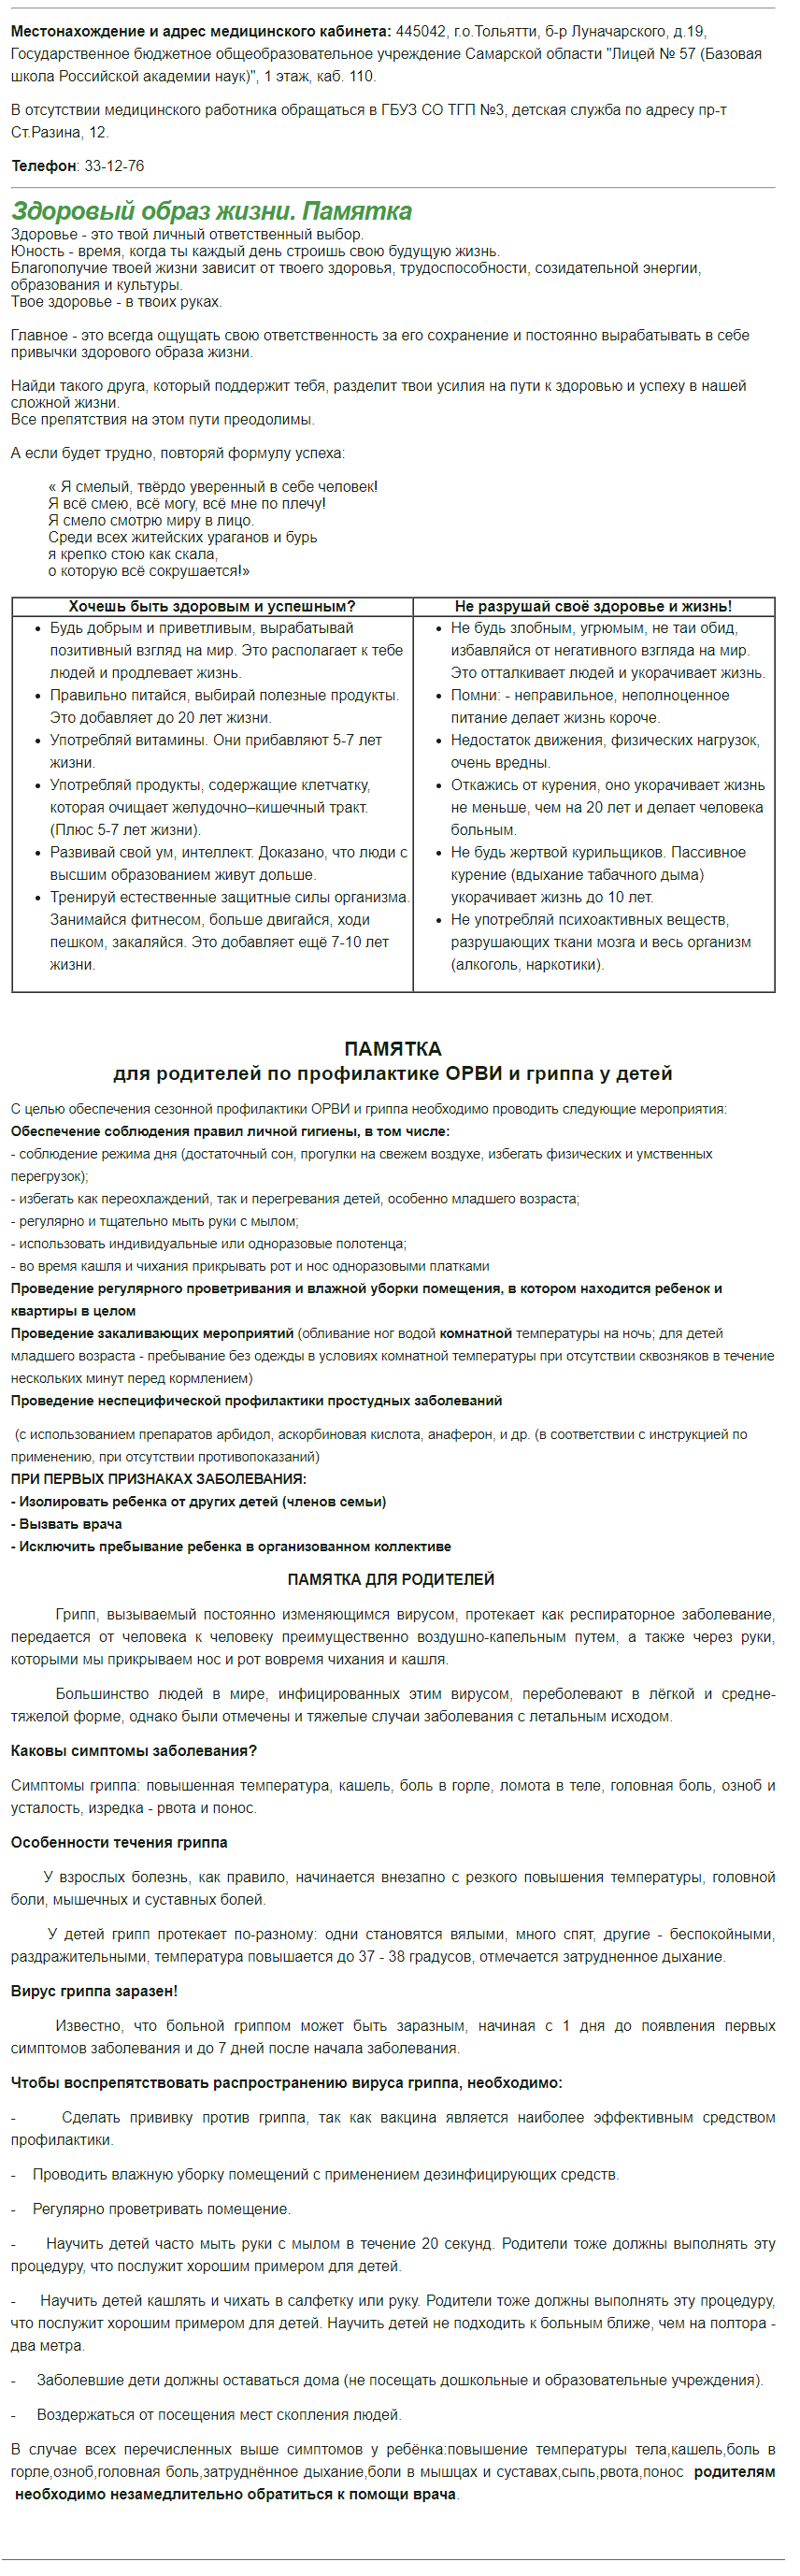 Местонахождение и адрес медицинского кабинета: 445042, г.о.Тольятти, б-р Луначарского, д.19,
Государственное бюджетное общеобразовательное учреждение Самарской области "Лицей № 57 (Базовая
школа Российской академии наук)", 1 этаж, каб. 110.
В отсутствии медицинского работника обращаться в ГБУЗ СО ТГП №3, детская служба по адресу пр-т
Ст.Разина, 12.
Телефон: 33-12-76
Здоровый образ жизни. Памятка
Здоровье - это твой личный ответственный выбор.
Юность - время, когда ты каждый день строишь свою будущую жизнь.
Благополучие твоей жизни зависит от твоего здоровья, трудоспособности, созидательной энергии,
образования и культуры.
Твое здоровье - в твоих руках.
Главное - это всегда ощущать свою ответственность за его сохранение и постоянно вырабатывать в себе
привычки здорового образа жизни.
Найди такого друга, который поддержит тебя, разделит твои усилия на пути к здоровью и успеху в нашей
сложной жизни.
Все препятствия на этом пути преодолимы.
А если будет трудно, повторяй формулу успеха:
« Я смелый, твёрдо уверенный в себе человек!
Я всё смею, всё могу, всё мне по плечу!
Я смело смотрю миру в лицо.
Среди всех житейских ураганов и бурь
я крепко стою как скала,
о которую всё сокрушается!»
Хочешь быть здоровым и успешным?
• Будь добрым и приветливым, вырабатывай
позитивный взгляд на мир. Это располагает к тебе
людей и продлевает жизнь.
• Правильно питайся, выбирай полезные продукты.
Это добавляет до 20 лет жизни.
• Употребляй витамины. Они прибавляют 5-7 лет
жизни.
• Употребляй продукты, содержащие клетчатку,
которая очищает желудочно–кишечный тракт.
(Плюс 5-7 лет жизни).
• Развивай свой ум, интеллект. Доказано, что люди с
высшим образованием живут дольше.
• Тренируй естественные защитные силы организма.
Занимайся фитнесом, больше двигайся, ходи
пешком, закаляйся. Это добавляет ещё 7-10 лет
жизни.
Не разрушай своё здоровье и жизнь!
• Не будь злобным, угрюмым, не таи обид,
избавляйся от негативного взгляда на мир.
Это отталкивает людей и укорачивает жизнь.
• Помни: - неправильное, неполноценное
питание делает жизнь короче.
• Недостаток движения, физических нагрузок,
очень вредны.
• Откажись от курения, оно укорачивает жизнь
не меньше, чем на 20 лет и делает человека
больным.
• Не будь жертвой курильщиков. Пассивное
курение (вдыхание табачного дыма)
укорачивает жизнь до 10 лет.
• Не употребляй психоактивных веществ,
разрушающих ткани мозга и весь организм
(алкоголь, наркотики).
ПАМЯТКА
для родителей по профилактике ОРВИ и гриппа у детей
С целью обеспечения сезонной профилактики ОРВИ и гриппа необходимо проводить следующие мероприятия:
Обеспечение соблюдения правил личной гигиены, в том числе:
- соблюдение режима дня (достаточный сон, прогулки на свежем воздухе, избегать физических и умственных
перегрузок);
- избегать как переохлаждений, так и перегревания детей, особенно младшего возраста;
- регулярно и тщательно мыть руки с мылом;
- использовать индивидуальные или одноразовые полотенца;
- во время кашля и чихания прикрывать рот и нос одноразовыми платками
Проведение регулярного проветривания и влажной уборки помещения, в котором находится ребенок и
квартиры в целом
Проведение закаливающих мероприятий (обливание ног водой комнатной температуры на ночь; для детей
младшего возраста - пребывание без одежды в условиях комнатной температуры при отсутствии сквозняков в течение
нескольких минут перед кормлением)
Проведение неспецифической профилактики простудных заболеваний
(с использованием препаратов арбидол, аскорбиновая кислота, анаферон, и др. (в соответствии с инструкцией по
применению, при отсутствии противопоказаний)
ПРИ ПЕРВЫХ ПРИЗНАКАХ ЗАБОЛЕВАНИЯ:
- Изолировать ребенка от других детей (членов семьи)
- Вызвать врача
- Исключить пребывание ребенка в организованном коллективе
ПАМЯТКА ДЛЯ РОДИТЕЛЕЙ
Грипп, вызываемый постоянно изменяющимся вирусом, протекает как респираторное заболевание,
передается от человека к человеку преимущественно воздушно-капельным путем, а также через руки,
которыми мы прикрываем нос и рот вовремя чихания и кашля.
Большинство людей в мире, инфицированных этим вирусом, переболевают в лёгкой и средне-
тяжелой форме, однако были отмечены и тяжелые случаи заболевания с летальным исходом.
Каковы симптомы заболевания?
Симптомы гриппа: повышенная температура, кашель, боль в горле, ломота в теле, головная боль, озноб и
усталость, изредка - рвота и понос.
Особенности течения гриппа
У взрослых болезнь, как правило, начинается внезапно с резкого повышения температуры, головной
боли, мышечных и суставных болей.
У детей грипп протекает по-разному: одни становятся вялыми, много спят, другие - беспокойными,
раздражительными, температура повышается до 37 - 38 градусов, отмечается затрудненное дыхание.
Вирус гриппа заразен!
Известно, что больной гриппом может быть заразным, начиная с 1 дня до появления первых
симптомов заболевания и до 7 дней после начала заболевания.
Чтобы воспрепятствовать распространению вируса гриппа, необходимо:
- Сделать прививку против гриппа, так как вакцина является наиболее эффективным средством
профилактики.
- Проводить влажную уборку помещений с применением дезинфицирующих средств.
- Регулярно проветривать помещение.
- Научить детей часто мыть руки с мылом в течение 20 секунд. Родители тоже должны выполнять эту
процедуру, что послужит хорошим примером для детей.
- Научить детей кашлять и чихать в салфетку или руку. Родители тоже должны выполнять эту процедуру,
что послужит хорошим примером для детей. Научить детей не подходить к больным ближе, чем на полтора -
два метра.
- Заболевшие дети должны оставаться дома (не посещать дошкольные и образовательные учреждения).
- Воздержаться от посещения мест скопления людей.
В случае всех перечисленных выше симптомов у ребёнка:повышение температуры тела,кашель,боль в
горле,озноб,головная боль,затруднённое дыхание,боли в мышцах и суставах,сыпь,рвота,понос родителям
необходимо незамедлительно обратиться к помощи врача.